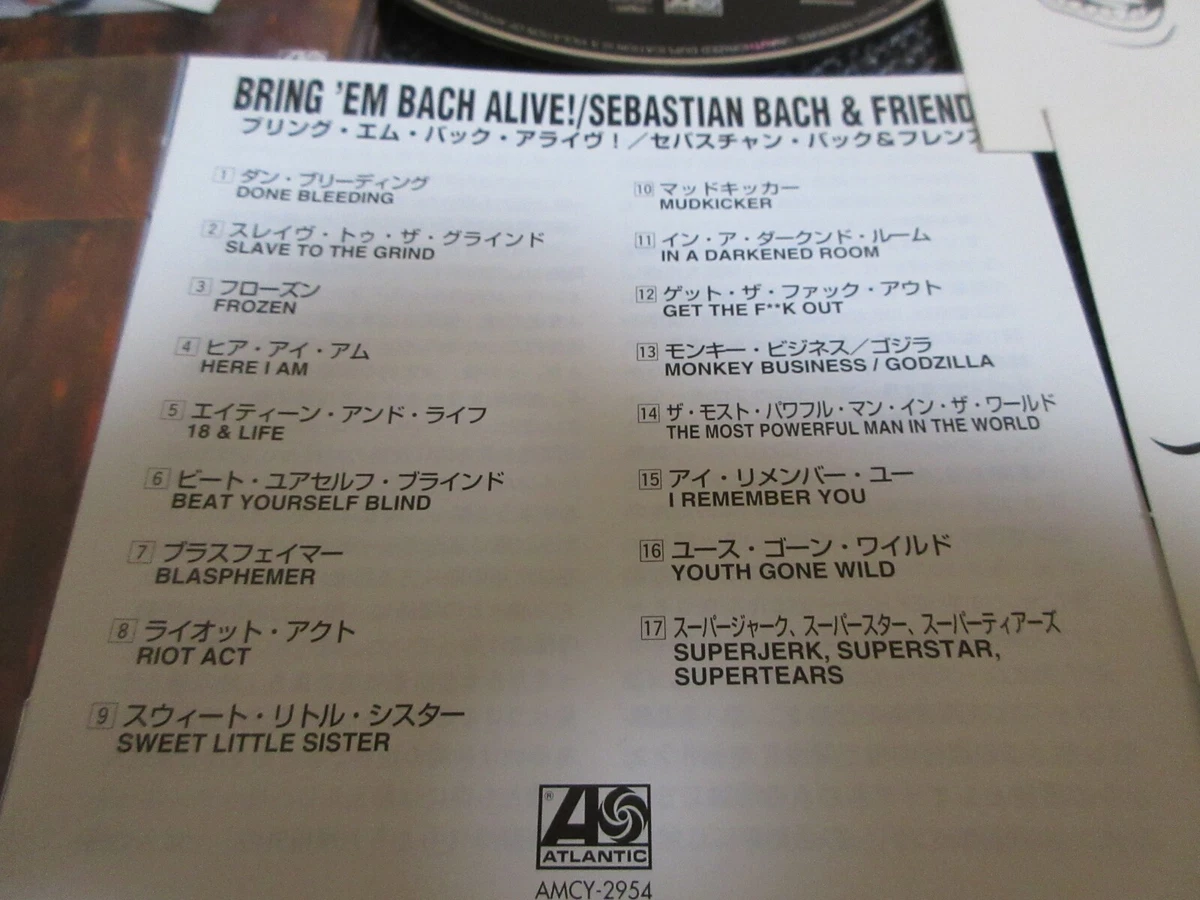 BRING 'EM BACH ALIVE!/SEBASTIAN BACH & FRIEND
ブリング・エム・バック・アライヴ!/セバスチャン・バック&フレンズ
1 ダン・ブリーディング
DONE BLEEDING
2 スレイヴ・トゥ・ザ・グラインド
SLAVE TO THE GRIND
3 フローズン
FROZEN
4 ヒア・アイ・アム
HERE I AM
5 エイティーン・アンド・ライフ
18 & LIFE
6 ビート・ユアセルフ・ブラインド
BEAT YOURSELF BLIND
7 ブラスフェイマー
BLASPHEMER
8 ライオット・アクト
RIOT ACT
9 スウィート・リトル・シスター
SWEET LITTLE SISTER
10 マッドキッカー
MUDKICKER
11 イン・ア・ダークンド・ルーム
IN A DARKENED ROOM
12 ゲット・ザ・ファック・アウト
GET THE F**K OUT
13 モンキー・ビジネス/ゴジラ
MONKEY BUSINESS / GODZILLA
14 ザ・モスト・パワフル・マン・イン・ザ・ワールド
THE MOST POWERFUL MAN IN THE WORLD
15 アイ・リメンバー・ユー
I REMEMBER YOU
16 ユース・ゴーン・ワイルド
YOUTH GONE WILD
17 スーパージャーク、スーパースター、スーパーティアーズ
SUPERJERK, SUPERSTAR,
SUPERTEARS
® A
ATLANTIC
AMCY-2954